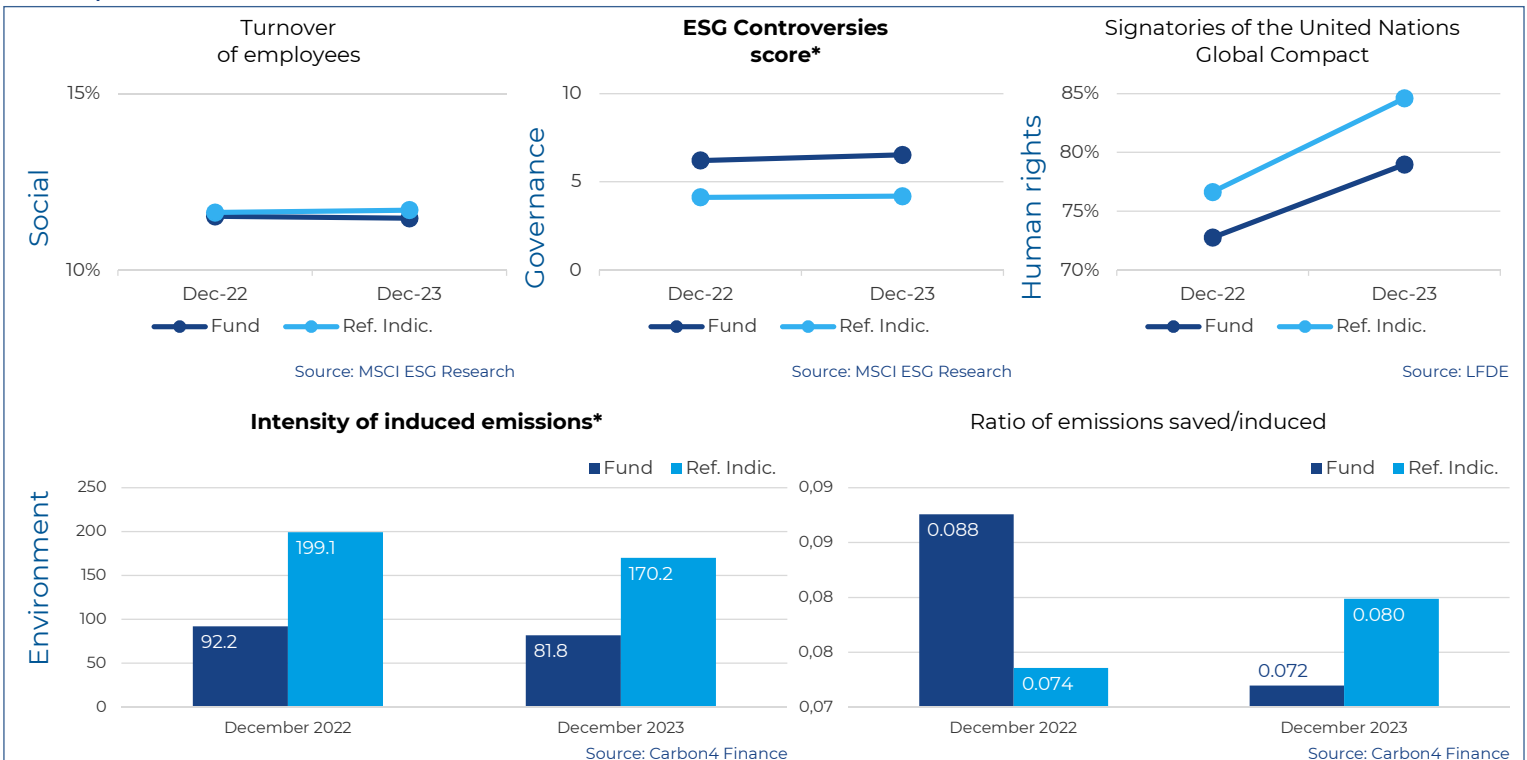 Turnover
of employees
15%
10%
Social
Dec-22
Dec-23
Fund
Ref. Indic.
Source: MSCI ESG Research
ESG Controversies
score*
10
5
0
Governance
Dec-22
Dec-23
Fund
Ref. Indic.
Source: MSCI ESG Research
Signatories of the United Nations
Global Compact
85%
80%
75%
70%
Human rights
Dec-22
Dec-23
Fund
Ref. Indic.
Source: LFDE
Intensity of induced emissions*
Fund
Ref. Indic.
Environment
250
200
150
100
50
0
92.2
199.1
81.8
170.2
December 2022
December 2023
Source: Carbon4 Finance
Ratio of emissions saved/induced
Fund
Ref. Indic.
0,09
0,09
0,08
0,08
0,07
0.088
0.074
0.072
0.080
December 2022
December 2023
Source: Carbon4 Finance